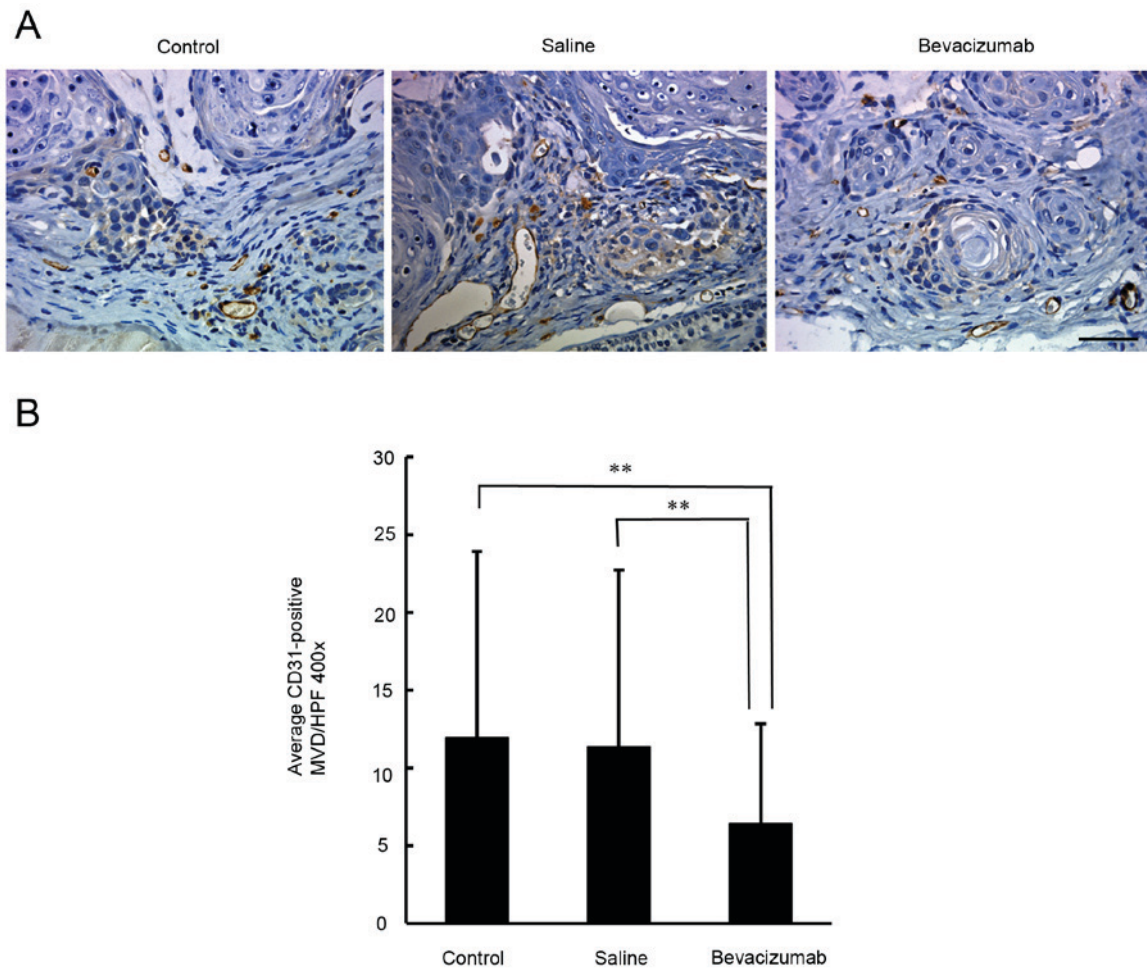 A
Control Saline Bevacizumab
B
30
25
20
15
10
5
0
Average CD31-positive
MVD/HPF 400x
**
**
Control Saline Bevacizumab